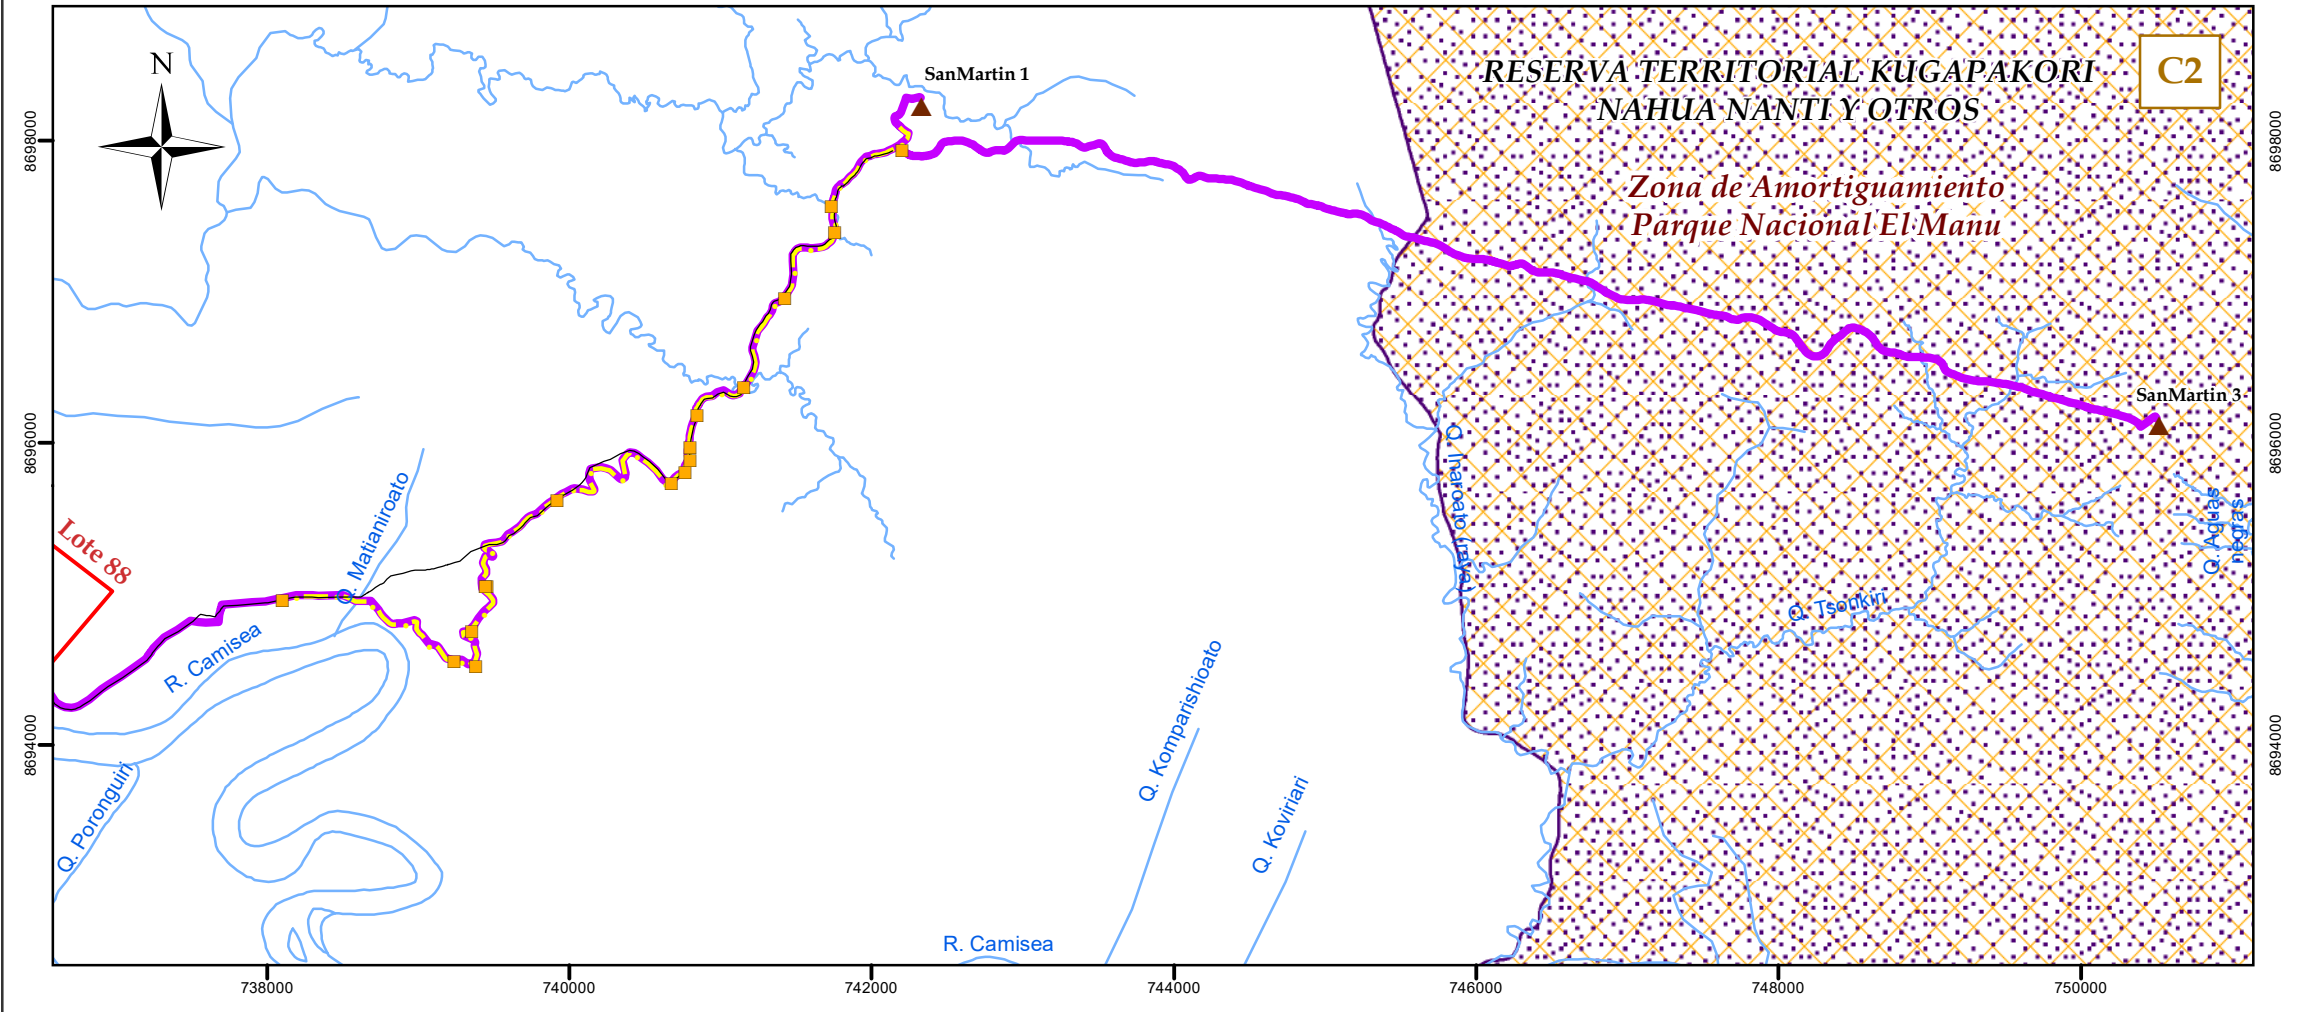 N
SanMartin 1
RESERVA TERRITORIAL KUGAPAKORI
NAHUA NANTI Y OTROS
C2
Zona de Amortiguamiento
Parque Nacional El Manu
8698000
8698000
SanMartin 3
8696000
8696000
Q. Matianiroato
Lote 88
Q. Inaroato (raya)
Q. Aguas
negras
Q. Tsonkiri
R. Camisea
Q. Komparishioato
8694000
8694000
Q. Poronguiri
Q. Koviriari
R. Camisea
738000
740000
742000
744000
746000
748000
750000